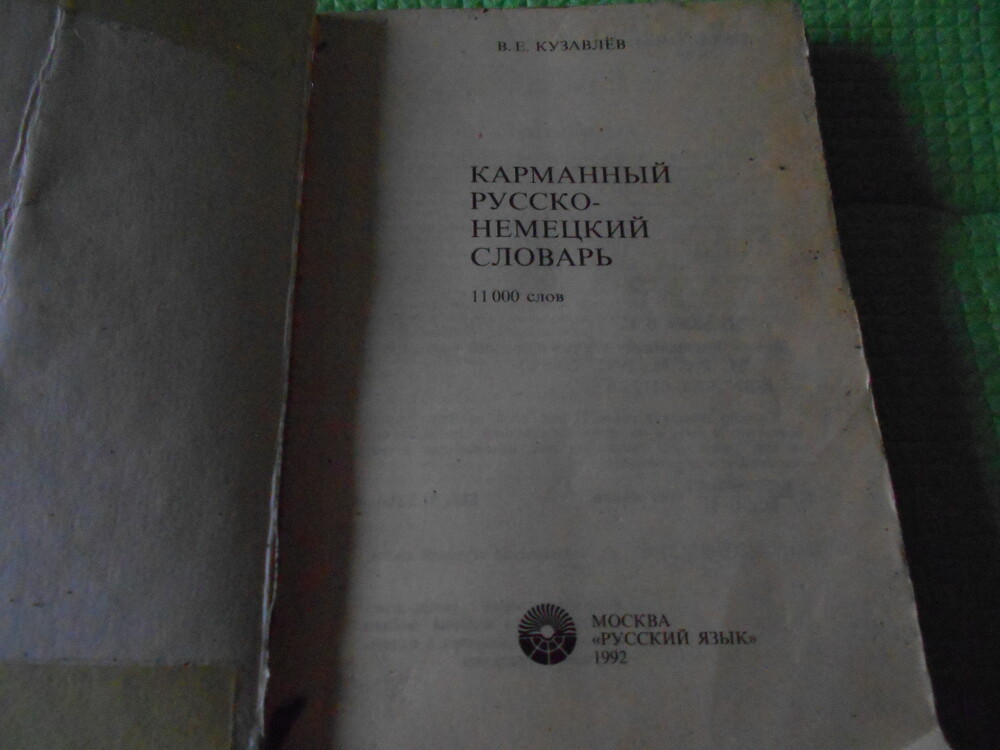 В. Е. КУЗАВЛЁВ
КАРМАННЫЙ
РУССКО-
НЕМЕЦКИЙ
СЛОВАРЬ
11 000 слов
МОСКВА
«РУССКИЙ ЯЗЫК»
1992